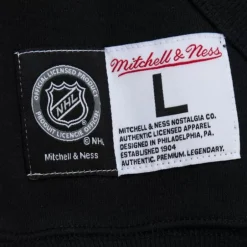 OFFICIAL LICENSED PRODUCT
NHL
PRODUIT LICENCIÉ OFFICIEL
© NHL
Mitchell & Ness
Mitchell & Ness
L
MITCHELL & NESS NOSTALGIA CO.
AUTHENTIC LICENSED APPAREL
DESIGNED IN PHILADELPHIA, PA.
ESTABLISHED 1904
AUTHENTIC. PREMIUM. LEGENDARY.